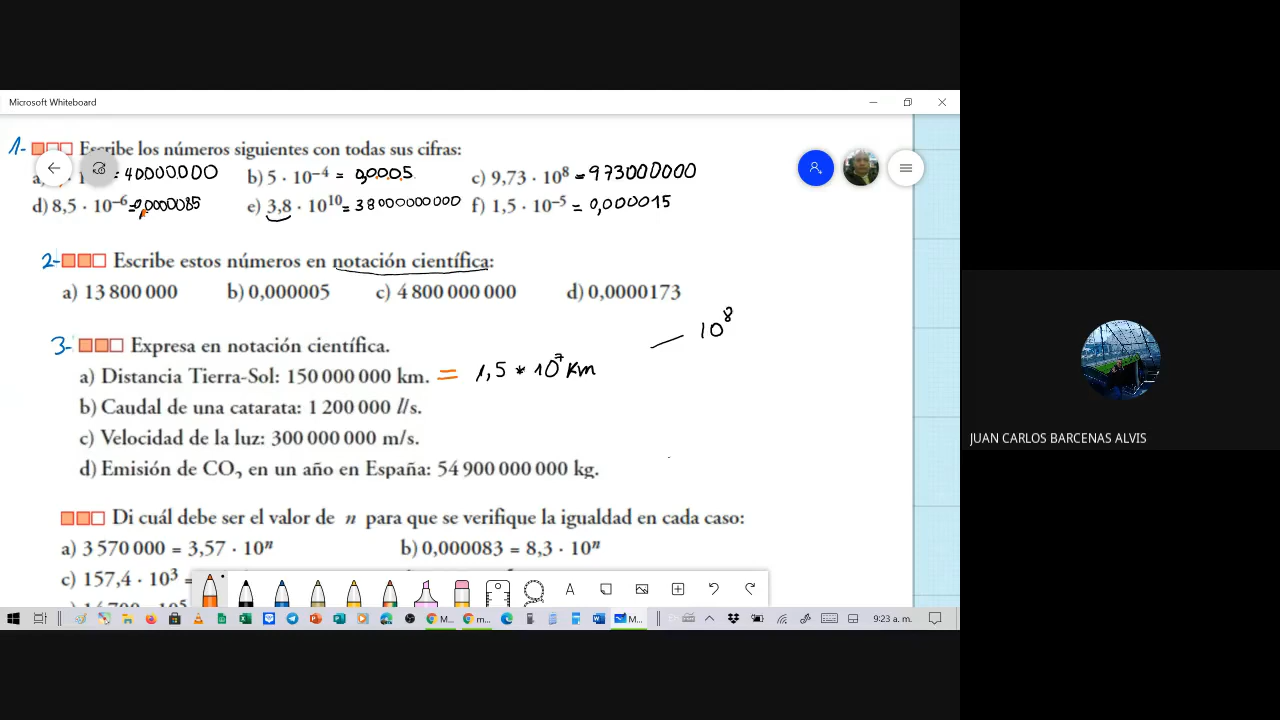 Microsoft Whiteboard
1- Escribe los números siguientes con todas sus cifras:
= 40000000 b) 5 · 10⁻⁴ = 0,0005 c) 9,73 · 10⁸ = 973000000
d) 8,5 · 10⁻⁶ = 0,0000085 e) 3,8 · 10¹⁰ = 38000000000 f) 1,5 · 10⁻⁵ = 0,000015
2- Escribe estos números en notación científica:
a) 13 800 000 b) 0,000005 c) 4 800 000 000 d) 0,0000173
10⁸
3- Expresa en notación científica.
a) Distancia Tierra-Sol: 150 000 000 km. = 1,5 * 10⁷ Km
b) Caudal de una catarata: 1 200 000 l/s.
c) Velocidad de la luz: 300 000 000 m/s.
d) Emisión de CO₂ en un año en España: 54 900 000 000 kg.
Di cuál debe ser el valor de n para que se verifique la igualdad en cada caso:
a) 3 570 000 = 3,57 · 10ⁿ b) 0,000083 = 8,3 · 10ⁿ
c) 157,4 · 10³ =
JUAN CARLOS BARCENAS ALVIS
M... m... M...
9:23 a. m.